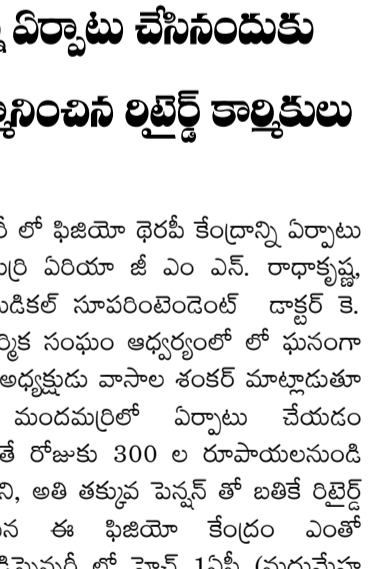 ఏర్పాటు చేసినందుకు
రిటైర్డ్ కార్మికులు
లో ఫిజియో థెరపీ కేంద్రాన్ని ఏర్పాటు
ఏరియా జీ ఎం ఎన్. రాధాకృష్ణ,
సూపరింటెండెంట్ డాక్టర్ కె.
సంఘం ఆధ్వర్యంలో లో ఘనంగా
అధ్యక్షుడు వాసాల శంకర్ మాట్లాడుతూ
మందమర్రిలో ఏర్పాటు చేయడం
రోజుకు 300 ల రూపాయలనుండి
అతి తక్కువ పెన్షన్ తో బతికే రిటైర్డ్
ఈ ఫిజియో కేంద్రం ఎంతో